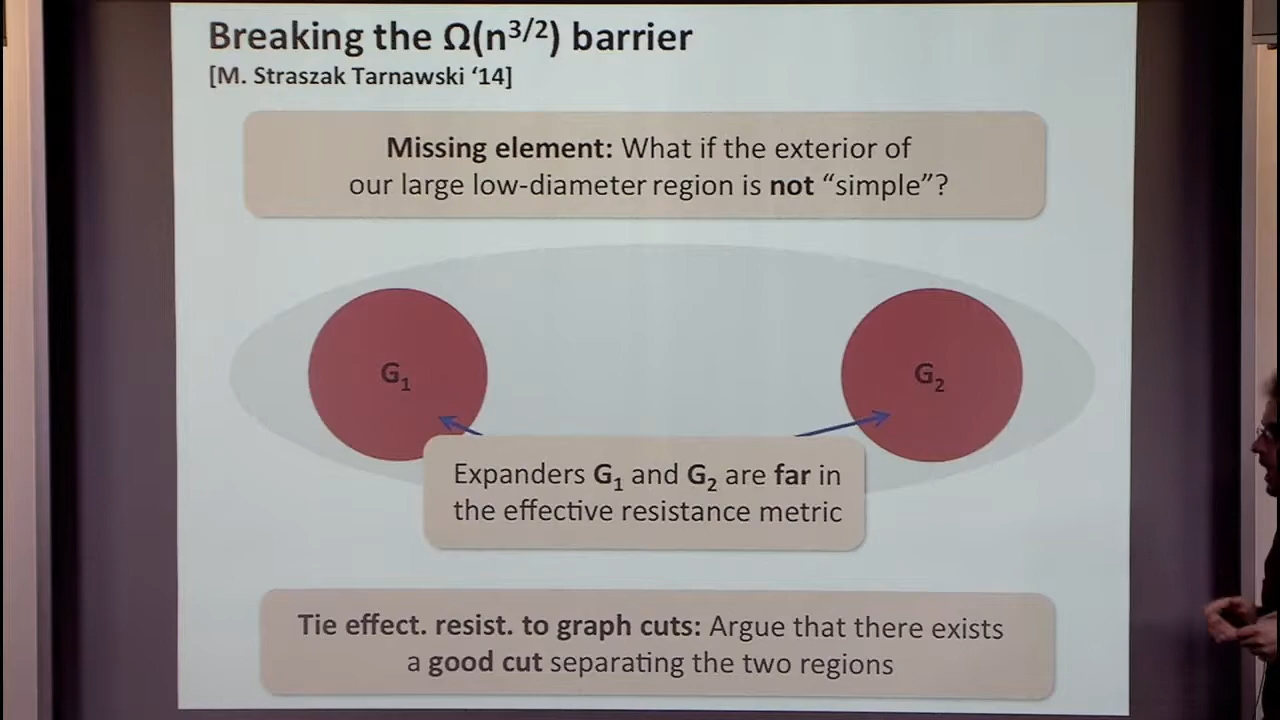 Breaking the Ω(n³/²) barrier
[M. Straszak Tarnawski ‘14]
Missing element: What if the exterior of
our large low-diameter region is not “simple”?
G₁
G₂
Expanders G₁ and G₂ are far in
the effective resistance metric
Tie effect. resist. to graph cuts: Argue that there exists
a good cut separating the two regions